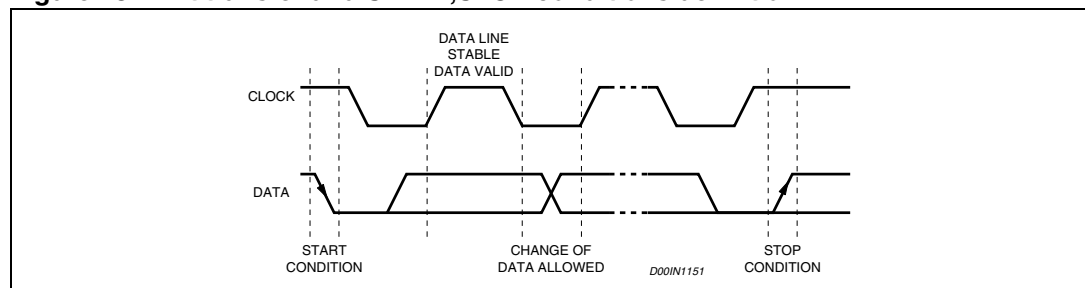 DATA LINE
STABLE
DATA VALID
CLOCK
DATA
START
CONDITION
CHANGE OF
DATA ALLOWED
D00IN1151
STOP
CONDITION